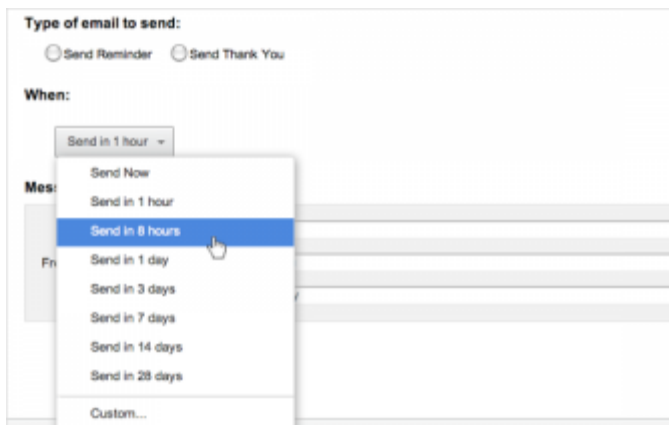 Type of email to send:
Send Reminder Send Thank You
When:
Send in 1 hour
Send Now
Send in 1 hour
Send in 8 hours
Send in 1 day
Send in 3 days
Send in 7 days
Send in 14 days
Send in 28 days
Custom...